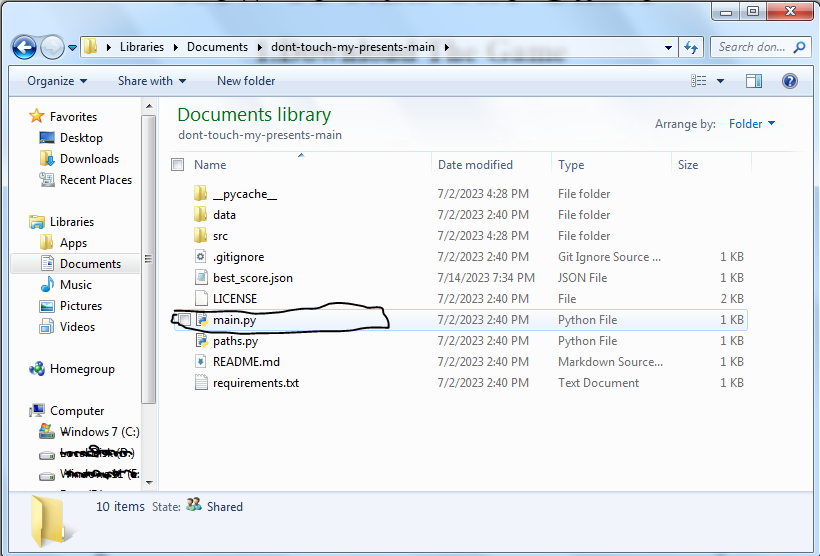 1.Download The Game
Libraries Documents dont-touch-my-presents-main
Search don...
Organize Share with New folder
Favorites
Desktop
Downloads
Recent Places
Libraries
Apps
Documents
Music
Pictures
Videos
Homegroup
Computer
Windows 7 (C:)
Documents library
dont-touch-my-presents-main
Arrange by: Folder
Name Date modified Type Size
__pycache__ 7/2/2023 4:28 PM File folder
data 7/2/2023 2:40 PM File folder
src 7/2/2023 2:40 PM File folder
.gitignore 7/2/2023 2:40 PM Git Ignore Source ... 1 KB
best_score.json 7/14/2023 7:34 PM JSON File 1 KB
LICENSE 7/2/2023 2:40 PM File 2 KB
main.py 7/2/2023 2:40 PM Python File 1 KB
paths.py 7/2/2023 2:40 PM Python File 1 KB
README.md 7/2/2023 2:40 PM Markdown Source... 1 KB
requirements.txt 7/2/2023 2:40 PM Text Document 1 KB
10 items State: Shared